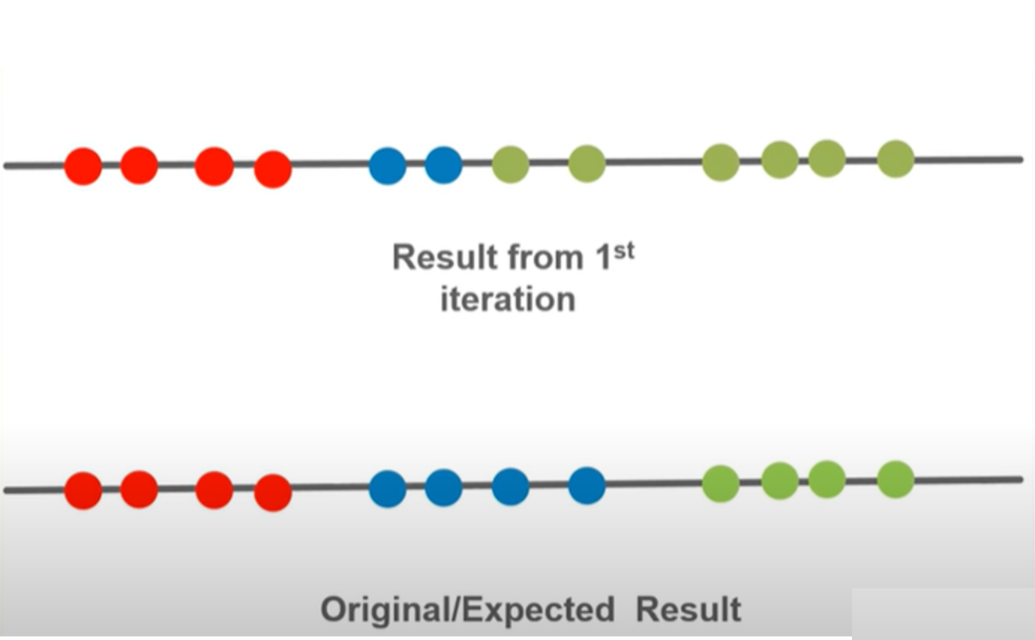 Result from 1st
iteration
Original/Expected Result